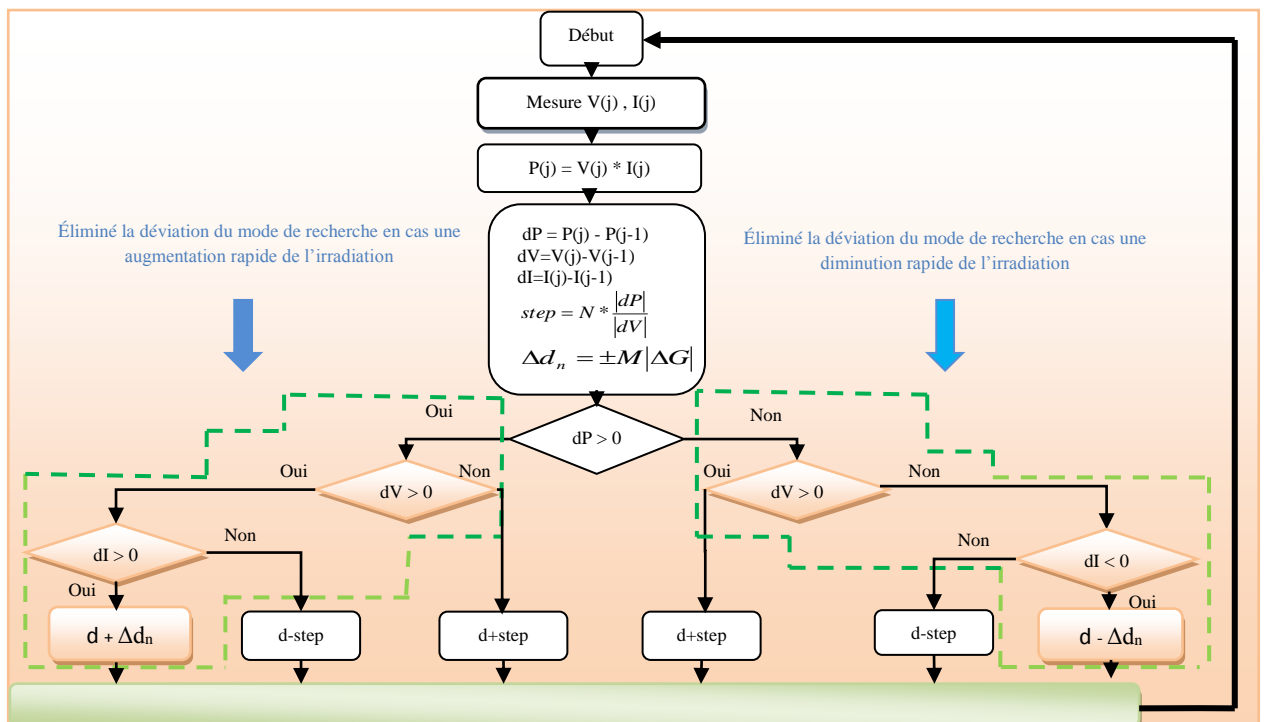 Début
Mesure V(j) , I(j)
P(j) = V(j) * I(j)
Éliminé la déviation du mode de recherche en cas une
augmentation rapide de l'irradiation
dP = P(j) - P(j-1)
dV=V(j)-V(j-1)
dI=I(j)-I(j-1)
step = N * |dP| / |dV|
Δd_n = ±M|ΔG|
Éliminé la déviation du mode de recherche en cas une
diminution rapide de l'irradiation
Oui
dP > 0
Non
Oui
dV > 0
Non
Oui
dV > 0
Non
dI > 0
Non
Non
dI < 0
Oui
Oui
d + Δdn
d-step
d+step
d+step
d-step
d - Δdn